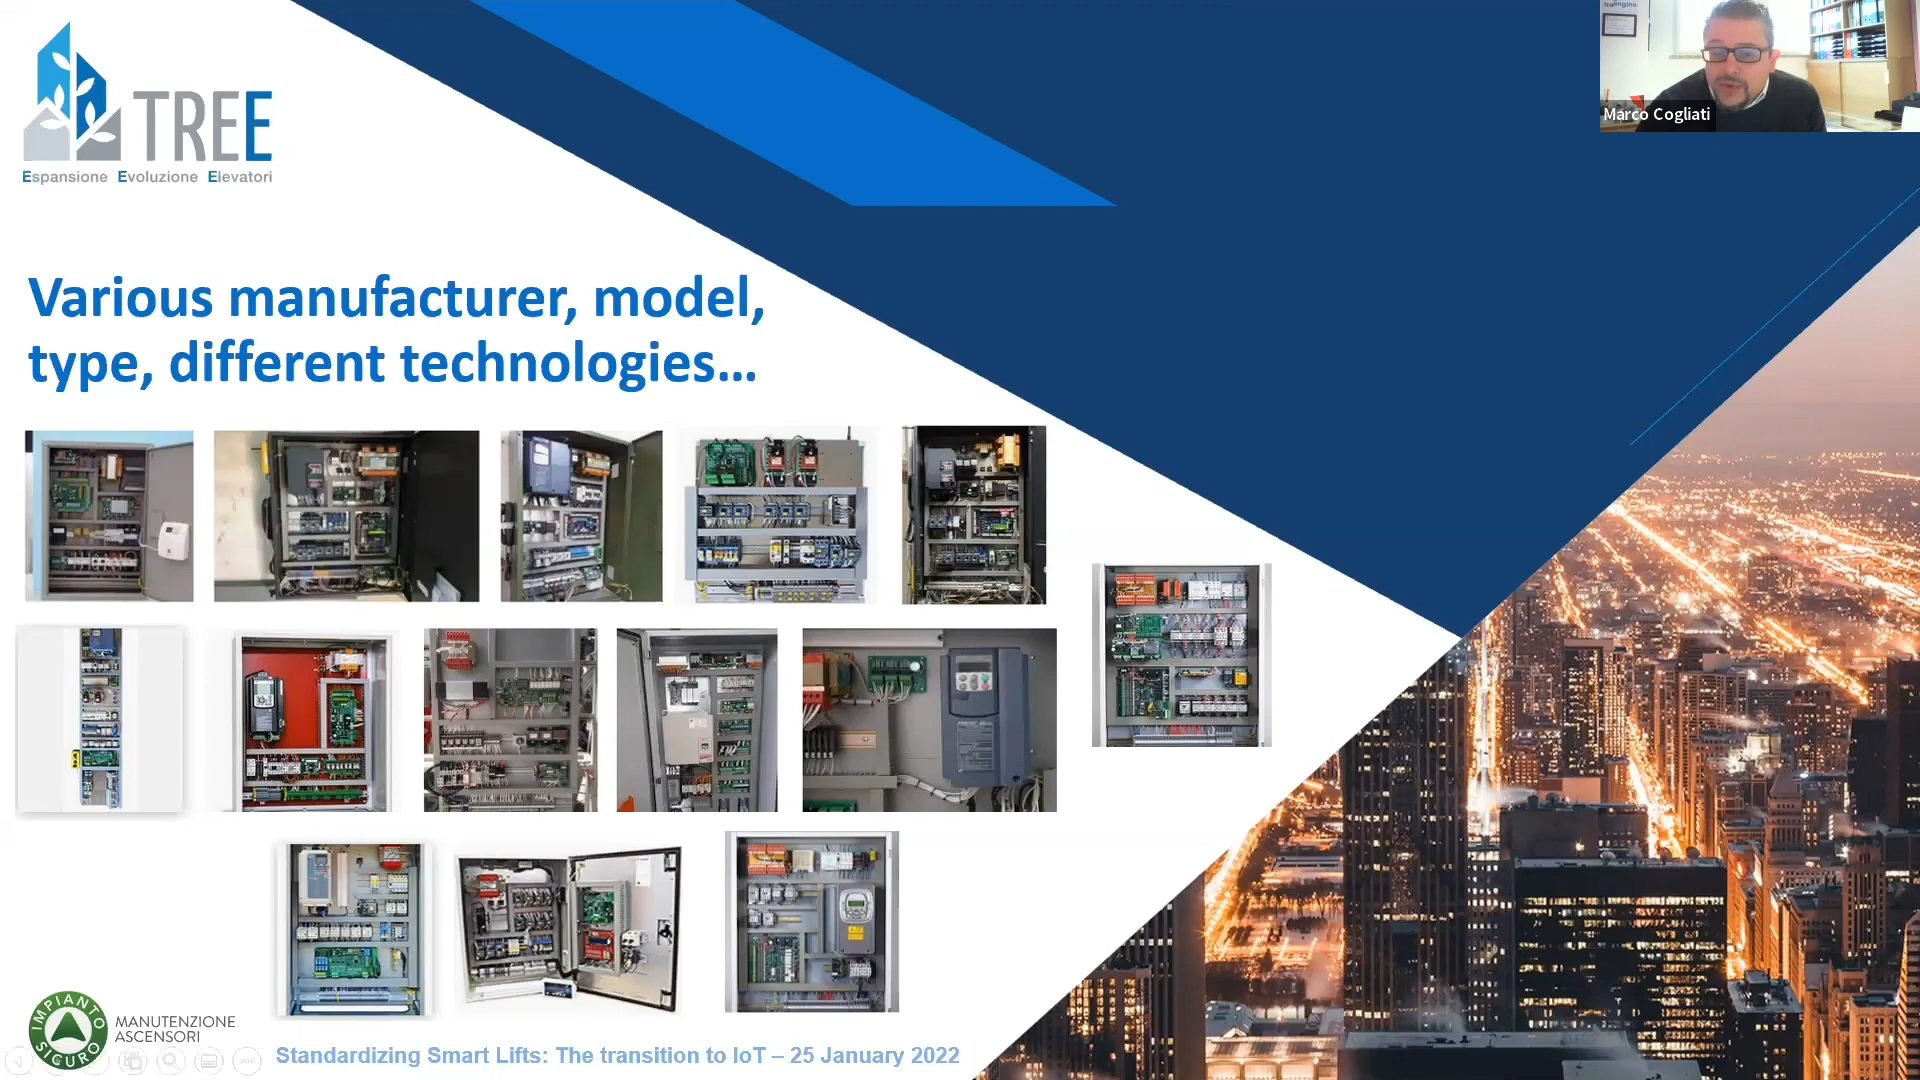 TREE
Espansione Evoluzione Elevatori
Marco Cogliati
Various manufacturer, model,
type, different technologies...
IMPIANTO SICURO
MANUTENZIONE
ASCENSORI
Standardizing Smart Lifts: The transition to IoT – 25 January 2022